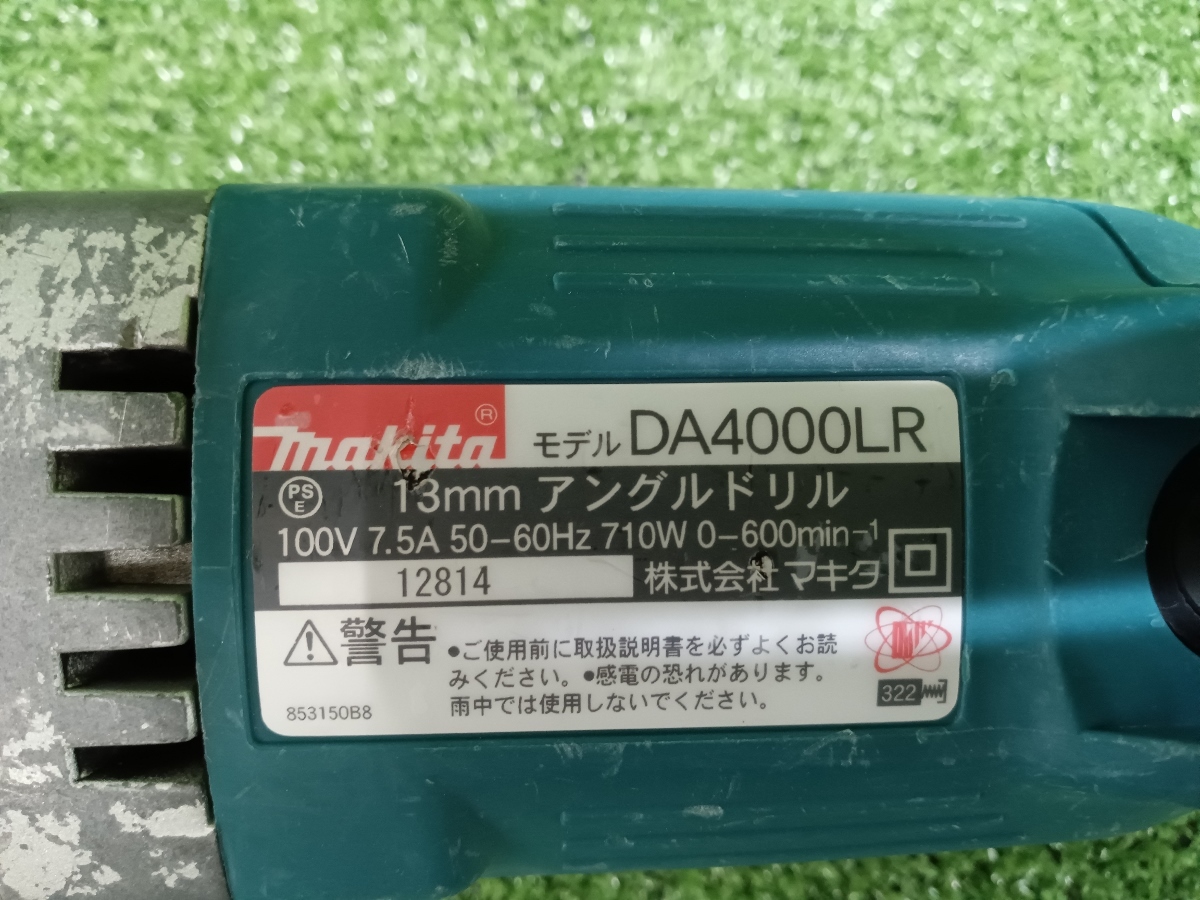 makita®
モデル DA4000LR
PS
E
13mm アングルドリル
100V 7.5A 50-60Hz 710W 0-600min-1
12814
株式会社マキタ
⚠警告
•ご使用前に取扱説明書を必ずよくお読
みください。•感電の恐れがあります。
雨中では使用しないでください。
853150B8
322